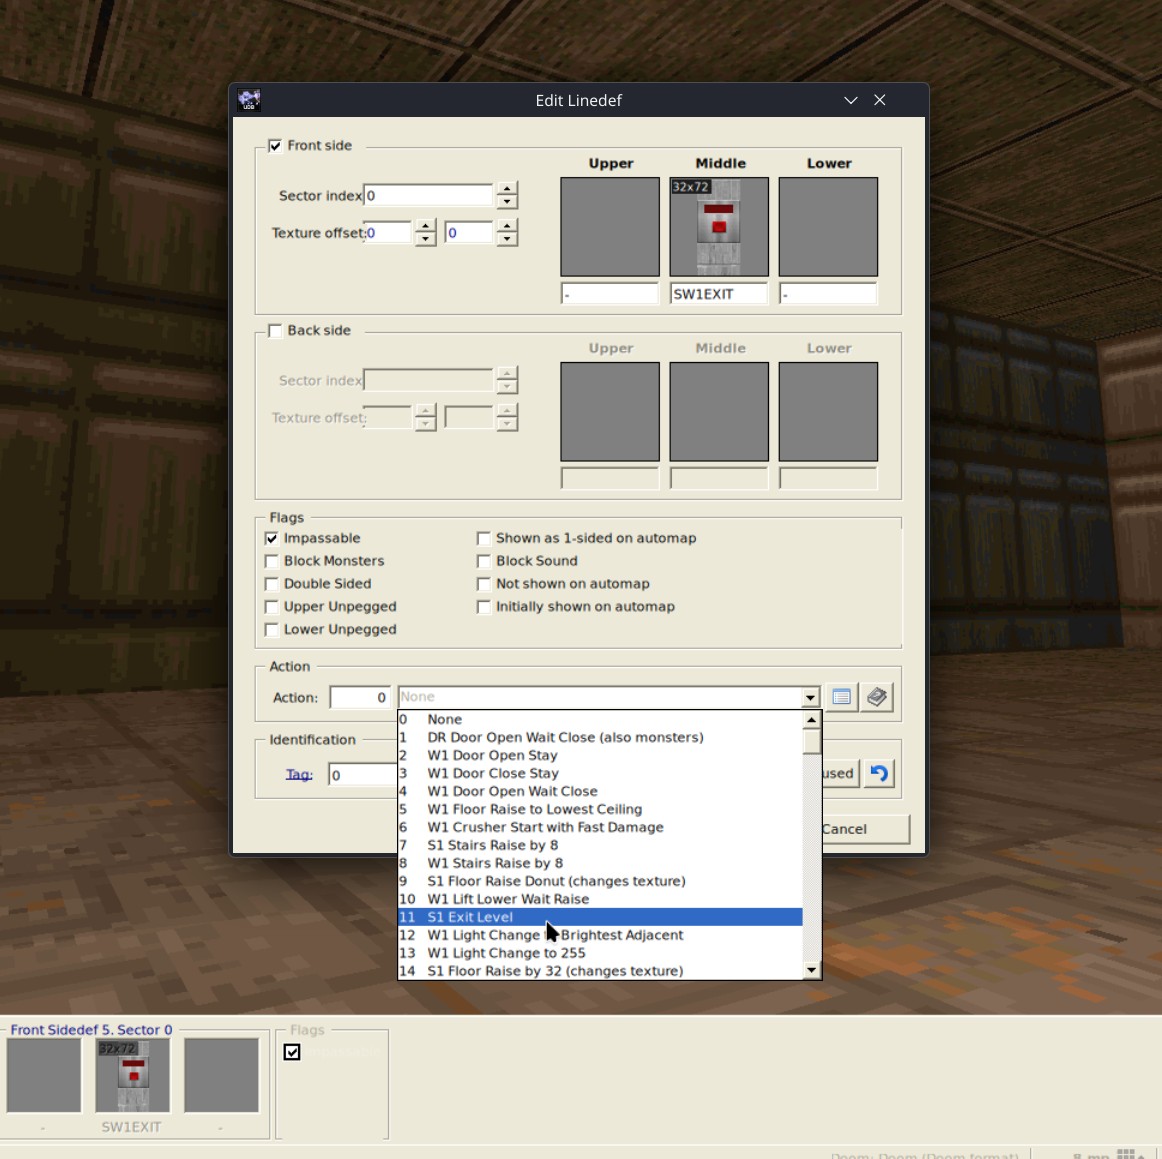 Edit Linedef
Front side
Upper Middle Lower
Sector index 0
32x72
Texture offset: 0 0
- SW1EXIT -
Back side
Upper Middle Lower
Sector index
Texture offset:
Flags
Impassable Shown as 1-sided on automap
Block Monsters Block Sound
Double Sided Not shown on automap
Upper Unpegged Initially shown on automap
Lower Unpegged
Action
Action: 0 None
0 None
1 DR Door Open Wait Close (also monsters)
2 W1 Door Open Stay
3 W1 Door Close Stay
4 W1 Door Open Wait Close
5 W1 Floor Raise to Lowest Ceiling
6 W1 Crusher Start with Fast Damage
7 S1 Stairs Raise by 8
8 W1 Stairs Raise by 8
9 S1 Floor Raise Donut (changes texture)
10 W1 Lift Lower Wait Raise
11 S1 Exit Level
12 W1 Light Change to Brightest Adjacent
13 W1 Light Change to 255
14 S1 Floor Raise by 32 (changes texture)
Identification
Tag: 0
used
Cancel
Front Sidedef 5. Sector 0
Flags
32x72
- SW1EXIT -
Doom: Doom (Doom format) 8 mp